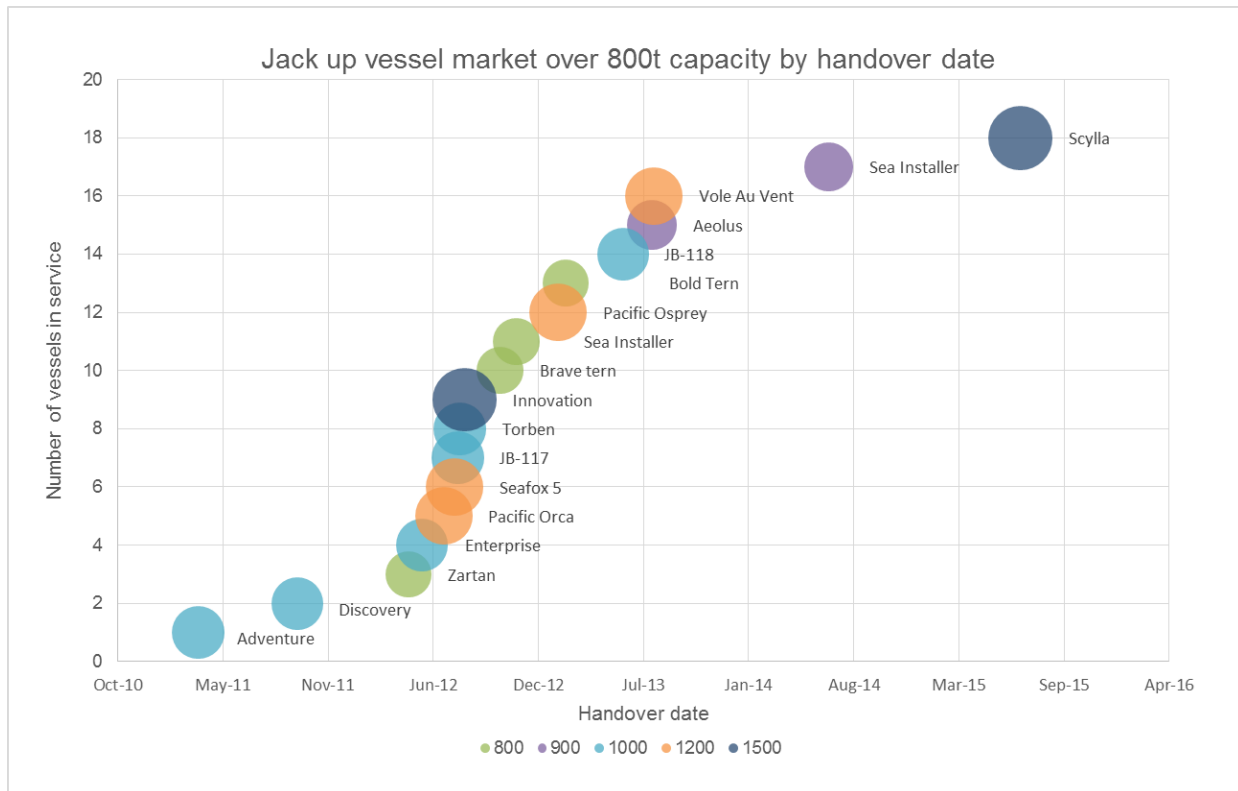 Jack up vessel market over 800t capacity by handover date
Number of vessels in service
20
18
16
14
12
10
8
6
4
2
0
Scylla
Sea Installer
Vole Au Vent
Aeolus
JB-118
Bold Tern
Pacific Osprey
Sea Installer
Brave tern
Innovation
Torben
JB-117
Seafox 5
Pacific Orca
Enterprise
Zartan
Discovery
Adventure
Oct-10 May-11 Nov-11 Jun-12 Dec-12 Jul-13 Jan-14 Aug-14 Mar-15 Sep-15 Apr-16
Handover date
800 900 1000 1200 1500